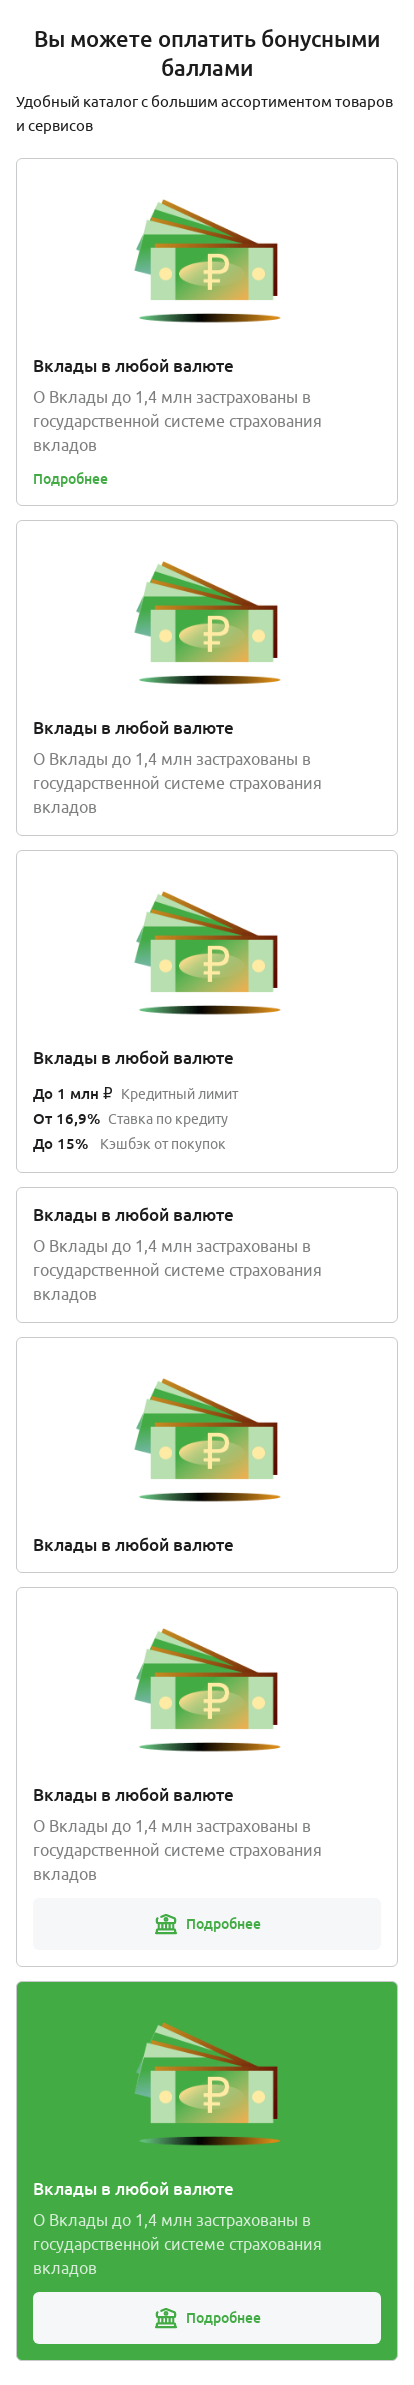 Вы можете оплатить бонусными
баллами
Удобный каталог с большим ассортиментом товаров
и сервисов
₽
Вклады в любой валюте
О Вклады до 1,4 млн застрахованы в
государственной системе страхования
вкладов
Подробнее
₽
Вклады в любой валюте
О Вклады до 1,4 млн застрахованы в
государственной системе страхования
вкладов
₽
Вклады в любой валюте
До 1 млн ₽ Кредитный лимит
От 16,9% Ставка по кредиту
До 15% Кэшбэк от покупок
Вклады в любой валюте
О Вклады до 1,4 млн застрахованы в
государственной системе страхования
вкладов
₽
Вклады в любой валюте
₽
Вклады в любой валюте
О Вклады до 1,4 млн застрахованы в
государственной системе страхования
вкладов
Подробнее
₽
Вклады в любой валюте
О Вклады до 1,4 млн застрахованы в
государственной системе страхования
вкладов
Подробнее